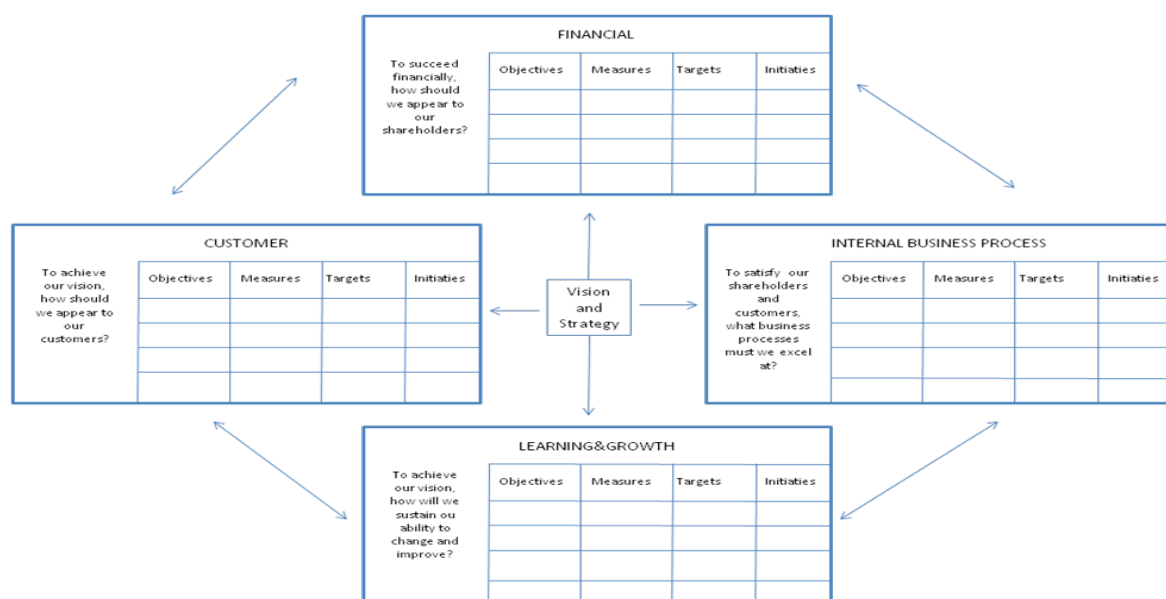 FINANCIAL
To succeed
financially,
how should
we appear to
our
shareholders?
Objectives Measures Targets Initiaties
CUSTOMER
To achieve
our vision,
how should
we appear to
our
customers?
Objectives Measures Targets Initiaties
Vision
and
Strategy
INTERNAL BUSINESS PROCESS
To satisfy our
shareholders
and
customers,
what business
processes
must we excel
at?
Objectives Measures Targets Initiaties
LEARNING&GROWTH
To achieve
our vision,
how will we
sustain ou
ability to
change and
improve?
Objectives Measures Targets Initiaties